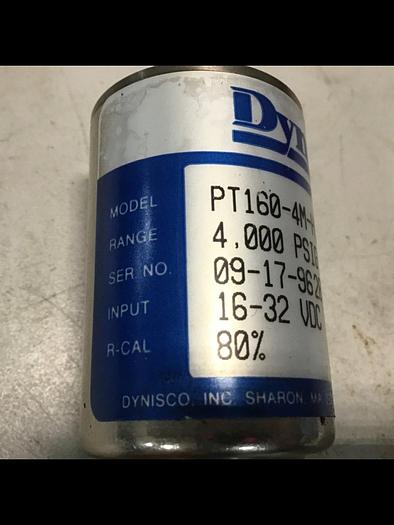 Dyn
MODEL PT160-4M-
RANGE 4,000 PSI
SER. NO. 09-17-962
INPUT 16-32 VDC
R-CAL 80%
DYNISCO, INC. SHARON, MA